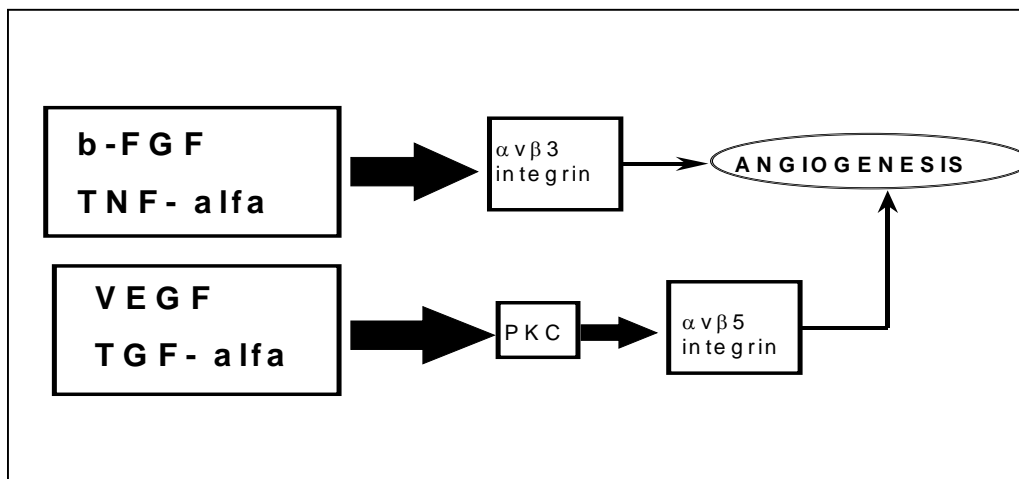 b-FGF
TNF- alfa
αvβ3
integrin
ANGIOGENESIS
VEGF
TGF- alfa
PKC
αvβ5
integrin